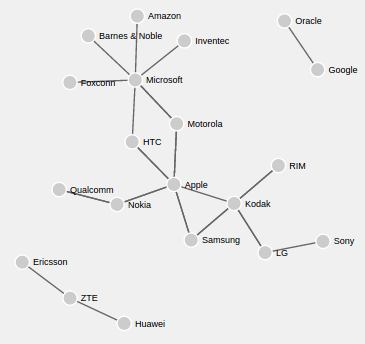 Amazon
Oracle
Barnes & Noble
Inventec
Google
Foxconn
Microsoft
Motorola
HTC
RIM
Apple
Qualcomm
Nokia
Kodak
Samsung
Sony
LG
Ericsson
ZTE
Huawei